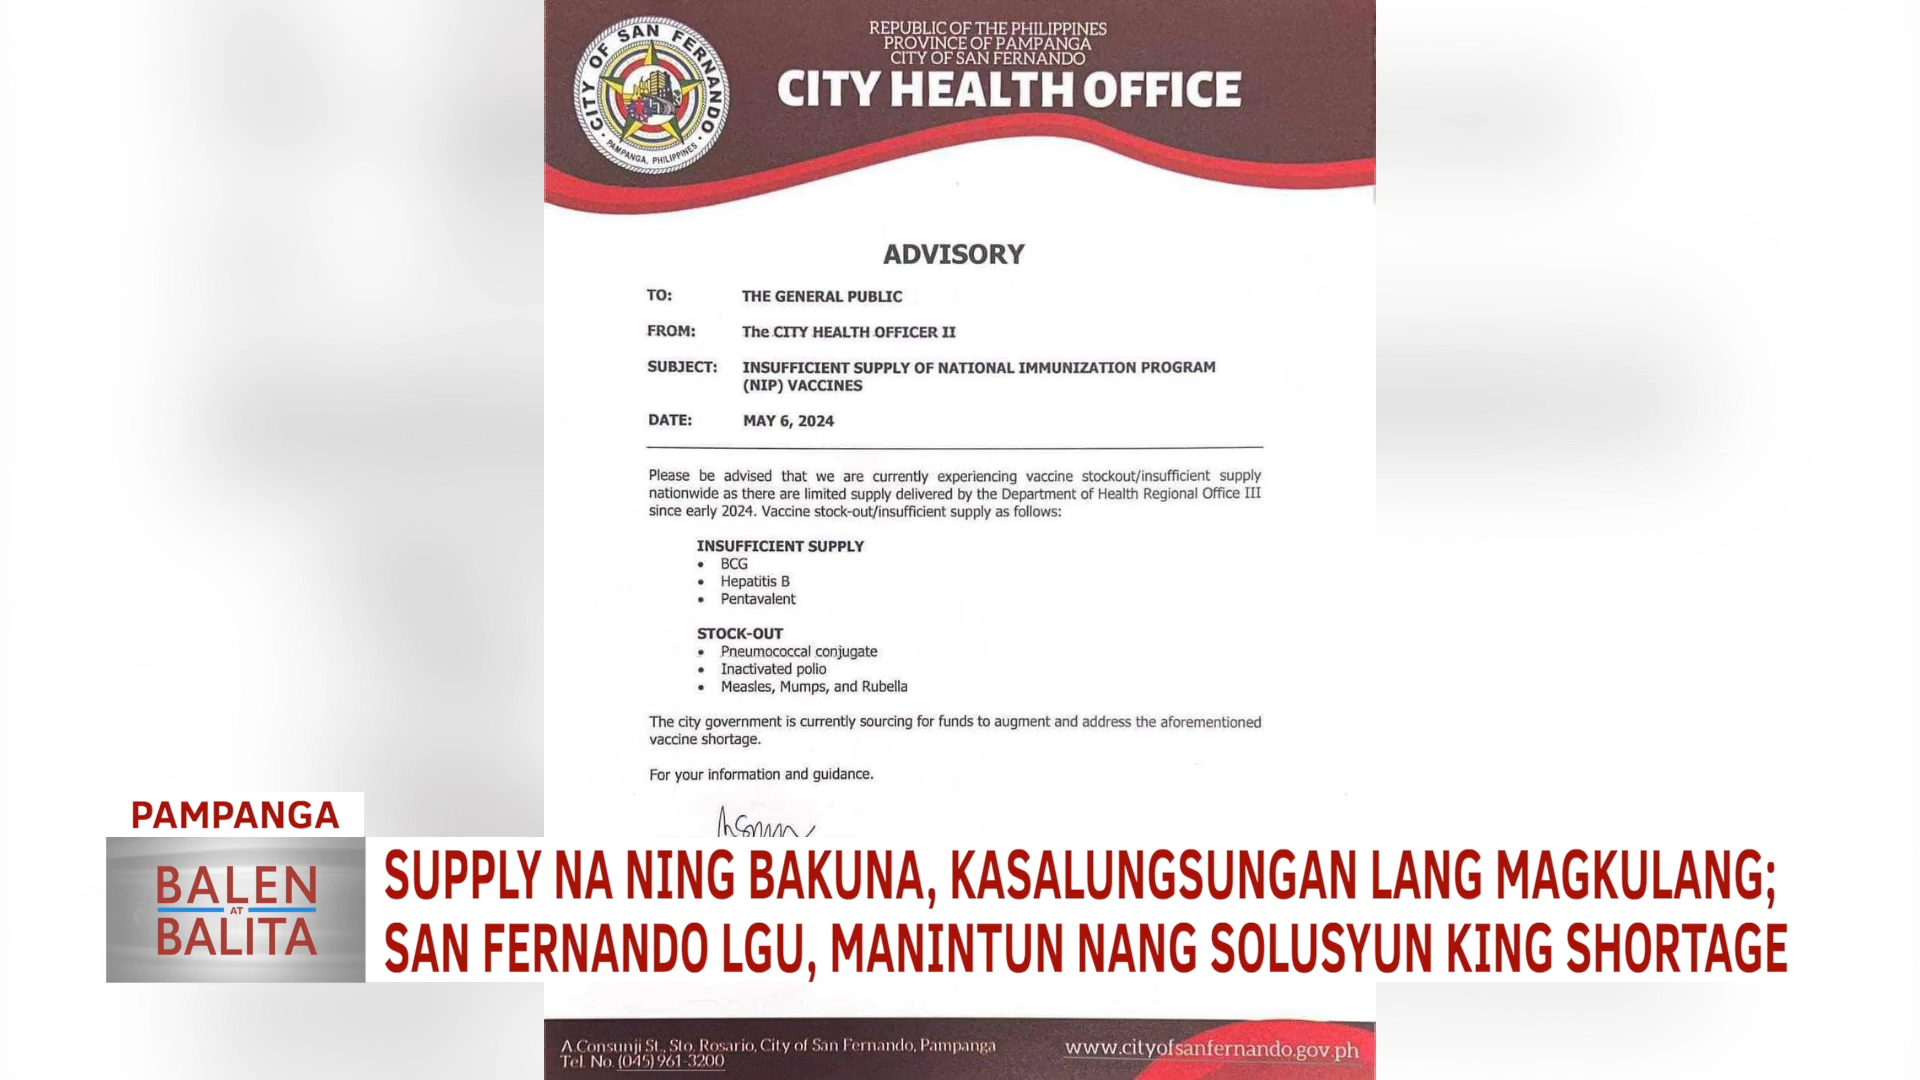 CITY OF SAN FERNANDO
PAMPANGA, PHILIPPINES
REPUBLIC OF THE PHILIPPINES
PROVINCE OF PAMPANGA
CITY OF SAN FERNANDO
CITY HEALTH OFFICE
ADVISORY
TO: THE GENERAL PUBLIC
FROM: The CITY HEALTH OFFICER II
SUBJECT: INSUFFICIENT SUPPLY OF NATIONAL IMMUNIZATION PROGRAM
(NIP) VACCINES
DATE: MAY 6, 2024
Please be advised that we are currently experiencing vaccine stockout/insufficient supply
nationwide as there are limited supply delivered by the Department of Health Regional Office III
since early 2024. Vaccine stock-out/insufficient supply as follows:
INSUFFICIENT SUPPLY
• BCG
• Hepatitis B
• Pentavalent
STOCK-OUT
• Pneumococcal conjugate
• Inactivated polio
• Measles, Mumps, and Rubella
The city government is currently sourcing for funds to augment and address the aforementioned
vaccine shortage.
For your information and guidance.
PAMPANGA
BALEN
AT
BALITA
SUPPLY NA NING BAKUNA, KASALUNGSUNGAN LANG MAGKULANG;
SAN FERNANDO LGU, MANINTUN NANG SOLUSYUN KING SHORTAGE
A.Consunji St., Sto. Rosario, City of San Fernando, Pampanga
Tel. No. (045) 961-3200
www.cityofsanfernando.gov.ph